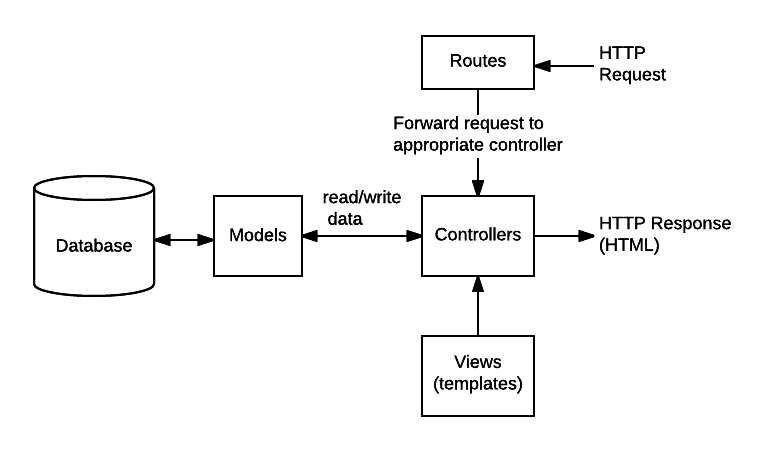 Routes
HTTP
Request
Forward request to
appropriate controller
read/write
data
Database
Models
Controllers
HTTP Response
(HTML)
Views
(templates)